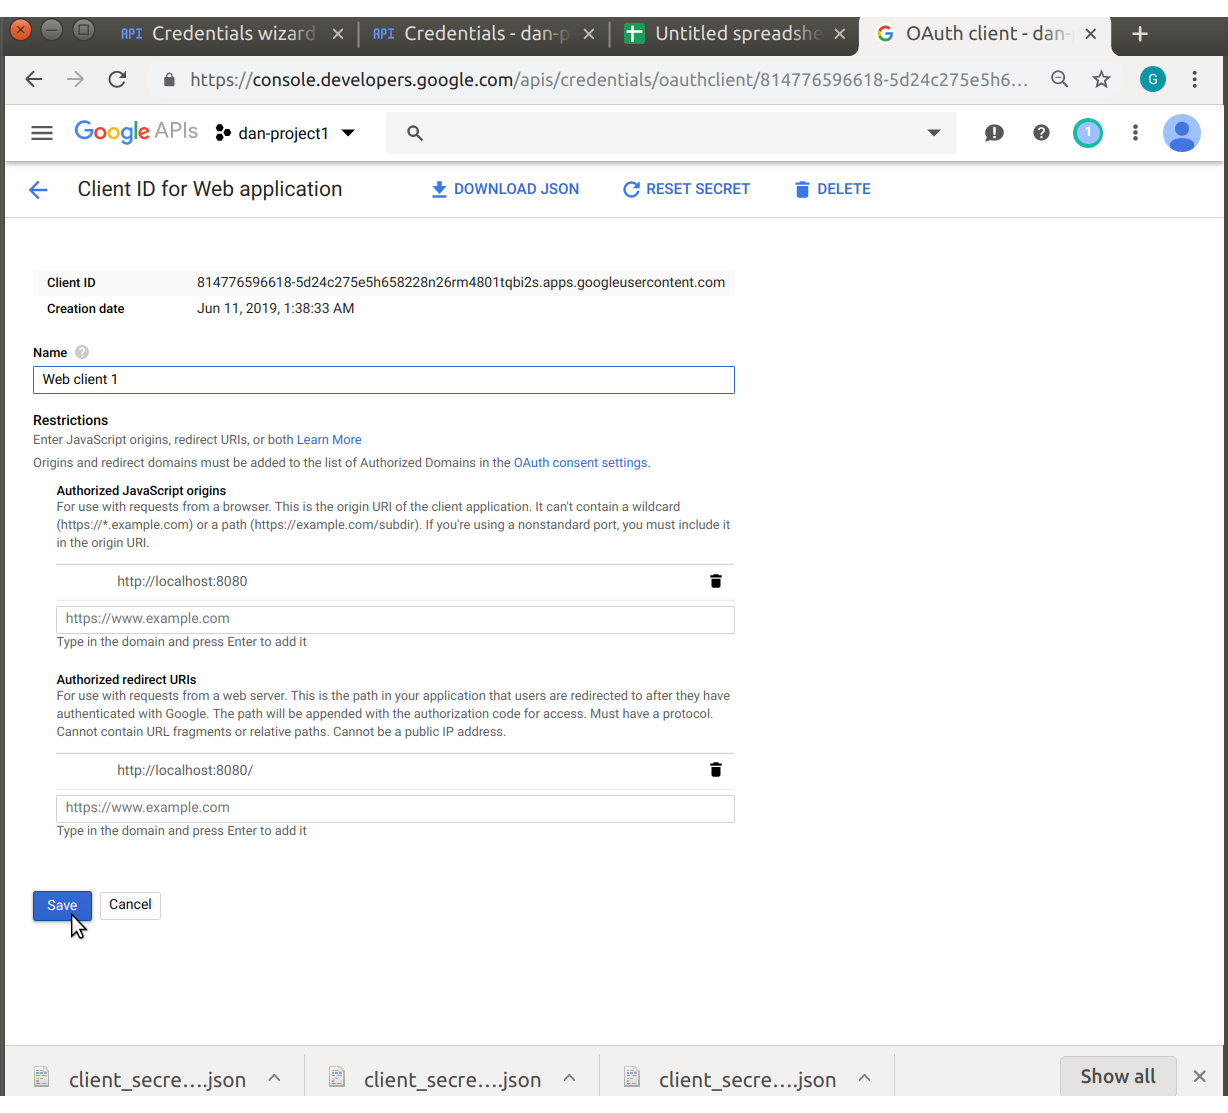 API Credentials wizard
API Credentials - dan-p
Untitled spreadshe
OAuth client - dan-
https://console.developers.google.com/apis/credentials/oauthclient/814776596618-5d24c275e5h6...
G
Google APIs
dan-project1
1
Client ID for Web application
DOWNLOAD JSON
RESET SECRET
DELETE
Client ID 814776596618-5d24c275e5h658228n26rm4801tqbi2s.apps.googleusercontent.com
Creation date Jun 11, 2019, 1:38:33 AM
Name
Web client 1
Restrictions
Enter JavaScript origins, redirect URIs, or both Learn More
Origins and redirect domains must be added to the list of Authorized Domains in the OAuth consent settings.
Authorized JavaScript origins
For use with requests from a browser. This is the origin URI of the client application. It can't contain a wildcard
(https://*.example.com) or a path (https://example.com/subdir). If you're using a nonstandard port, you must include it
in the origin URI.
http://localhost:8080
https://www.example.com
Type in the domain and press Enter to add it
Authorized redirect URIs
For use with requests from a web server. This is the path in your application that users are redirected to after they have
authenticated with Google. The path will be appended with the authorization code for access. Must have a protocol.
Cannot contain URL fragments or relative paths. Cannot be a public IP address.
http://localhost:8080/
https://www.example.com
Type in the domain and press Enter to add it
Save
Cancel
client_secre....json
client_secre....json
client_secre....json
Show all